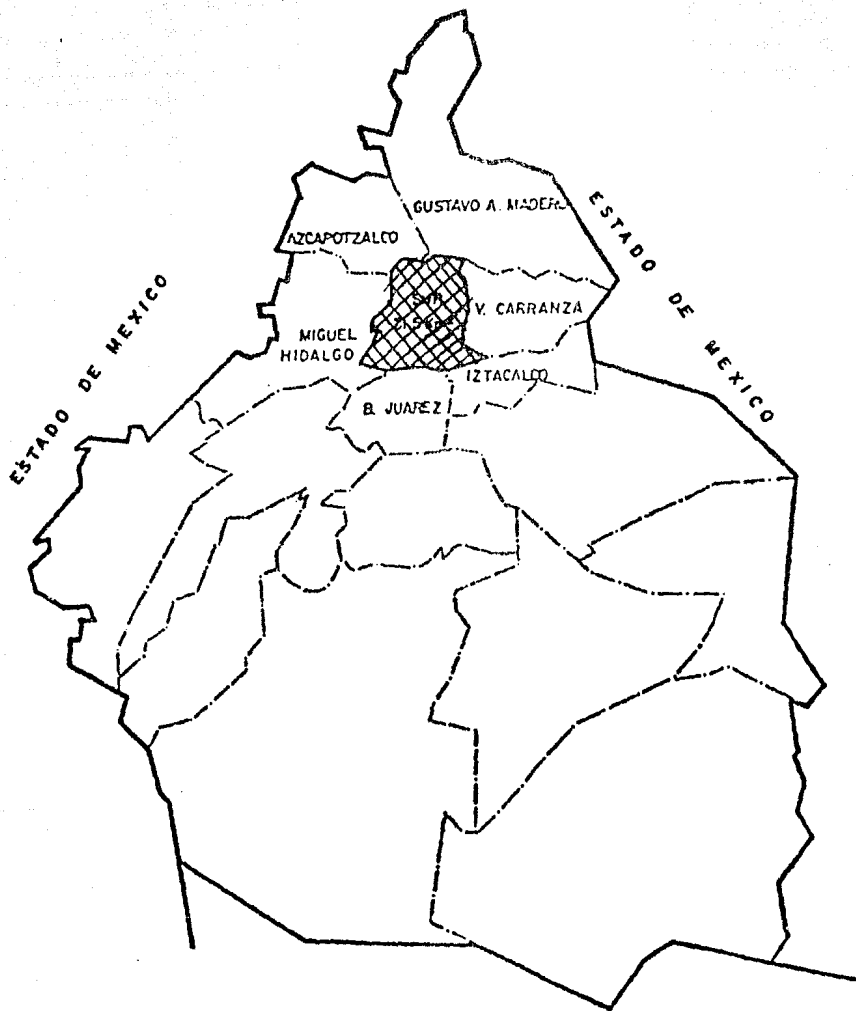 GUSTAVO A. MADERO
AZCAPOTZALCO
ESTADO DE MEXICO
ESTADO DE MEXICO
V. CARRANZA
MIGUEL
HIDALGO
IZTACALCO
B. JUAREZ